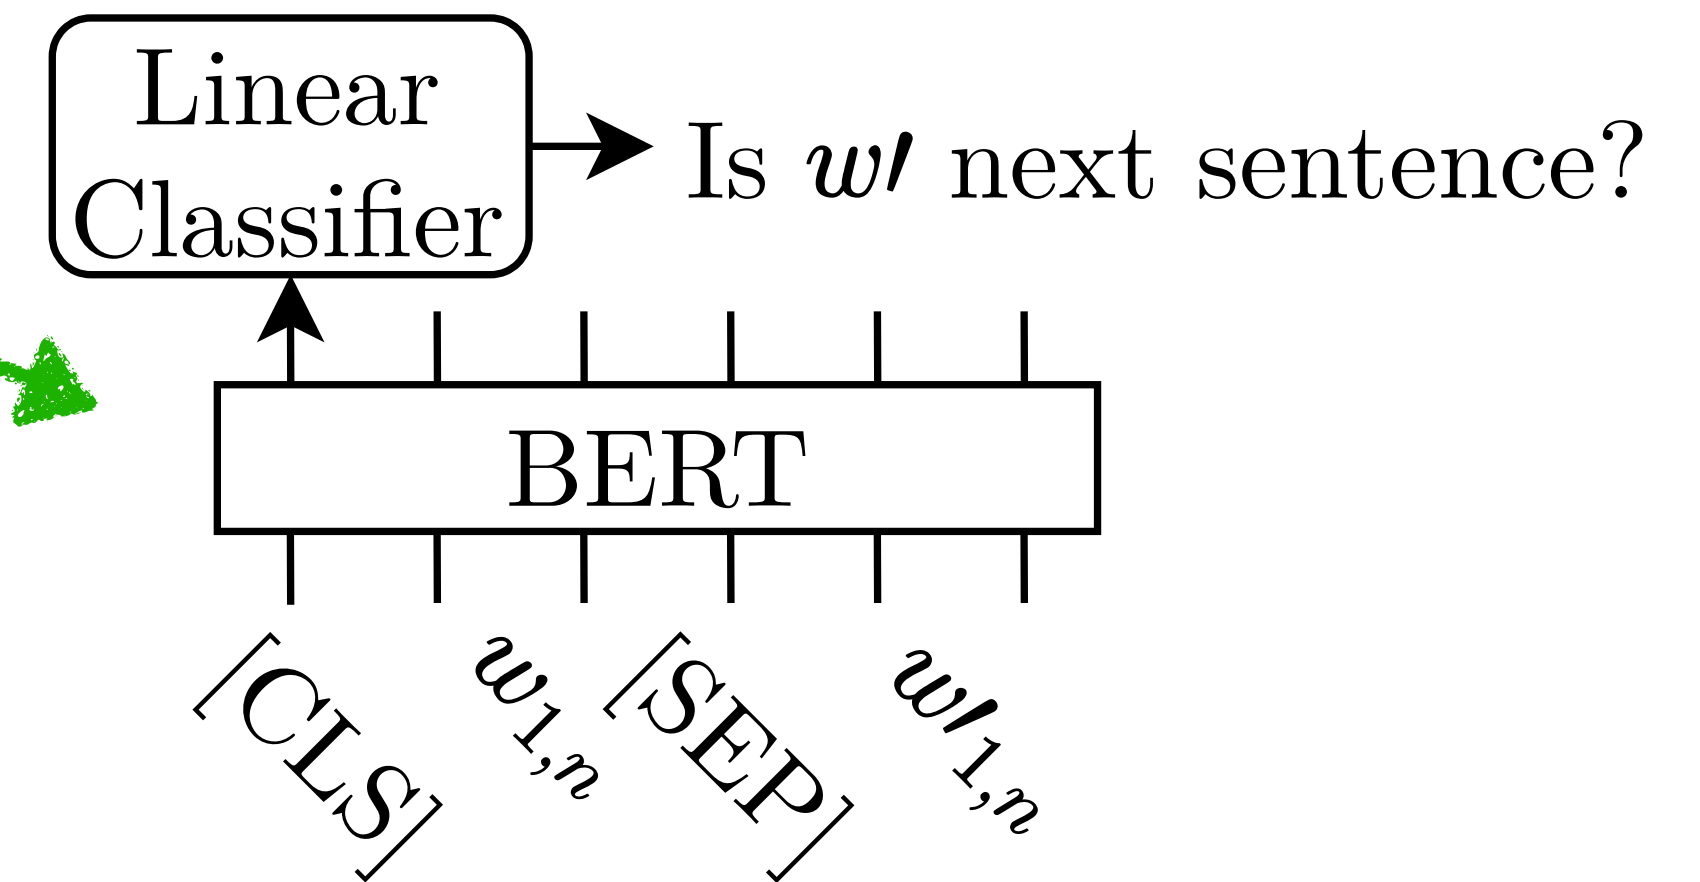 Linear
Classifier
Is w′ next sentence?
BERT
[CLS]
w1,n
[SEP]
w′1,n